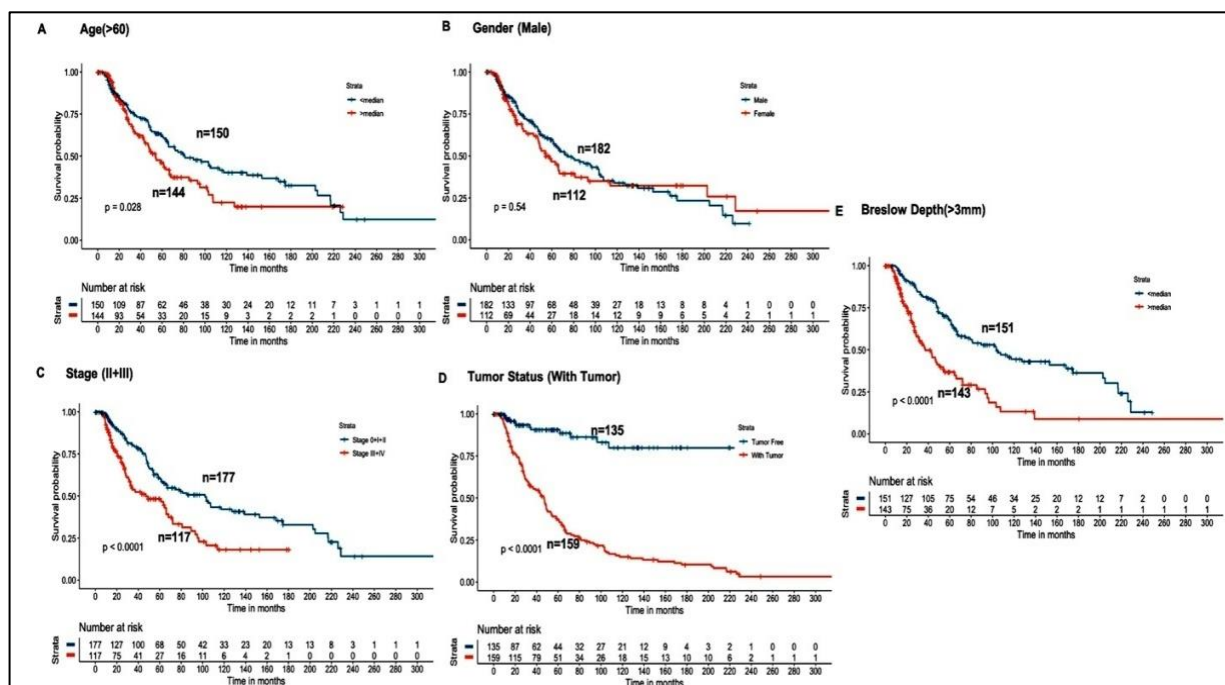 A Age(>60)
Strata
<median
>median
Survival probability
1.00
0.75
0.50
0.25
0.00
n=150
n=144
p = 0.028
0 20 40 60 80 100 120 140 160 180 200 220 240 260 280 300
Time in months
Number at risk
Strata
150 109 87 62 46 38 30 24 20 12 11 7 3 1 1 1
144 93 54 33 20 15 9 3 2 2 2 1 0 0 0 0
0 20 40 60 80 100 120 140 160 180 200 220 240 260 280 300
Time in months
B Gender (Male)
Strata
Male
Female
Survival probability
1.00
0.75
0.50
0.25
0.00
n=182
n=112
p = 0.54
0 20 40 60 80 100 120 140 160 180 200 220 240 260 280 300
Time in months
Number at risk
Strata
182 133 97 68 48 39 27 18 13 8 8 4 1 0 0 0
112 69 44 27 18 14 12 9 9 6 5 4 2 1 1 1
0 20 40 60 80 100 120 140 160 180 200 220 240 260 280 300
Time in months
C Stage (II+III)
Strata
Stage 0+I+II
Stage III+IV
Survival probability
1.00
0.75
0.50
0.25
0.00
n=177
n=117
p < 0.0001
0 20 40 60 80 100 120 140 160 180 200 220 240 260 280 300
Time in months
Number at risk
Strata
177 127 100 68 50 42 33 23 20 13 13 8 3 1 1 1
117 75 41 27 16 11 6 4 2 1 0 0 0 0 0 0
0 20 40 60 80 100 120 140 160 180 200 220 240 260 280 300
Time in months
D Tumor Status (With Tumor)
Strata
Tumor Free
With Tumor
Survival probability
1.00
0.75
0.50
0.25
0.00
n=135
n=159
p < 0.0001
0 20 40 60 80 100 120 140 160 180 200 220 240 260 280 300
Time in months
Number at risk
Strata
135 87 62 44 32 27 21 12 9 4 3 2 1 0 0 0
159 115 79 51 34 26 18 15 13 10 10 6 2 1 1 1
0 20 40 60 80 100 120 140 160 180 200 220 240 260 280 300
Time in months
E Breslow Depth(>3mm)
Strata
<median
>median
Survival probability
1.00
0.75
0.50
0.25
0.00
n=151
n=143
p < 0.0001
0 20 40 60 80 100 120 140 160 180 200 220 240 260 280 300
Time in months
Number at risk
Strata
151 127 105 75 54 46 34 25 20 12 12 7 2 0 0 0
143 75 36 20 12 7 5 2 2 2 1 1 1 1 1 1
0 20 40 60 80 100 120 140 160 180 200 220 240 260 280 300
Time in months